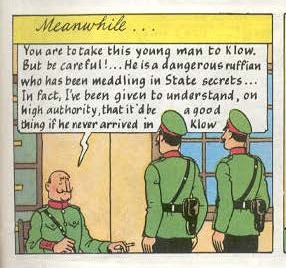 Meanwhile...
You are to take this young man to Klow.
But be careful!... He is a dangerous ruffian
who has been meddling in State secrets...
In fact, I've been given to understand, on
high authority, that it'd be a good
thing if he never arrived in Klow